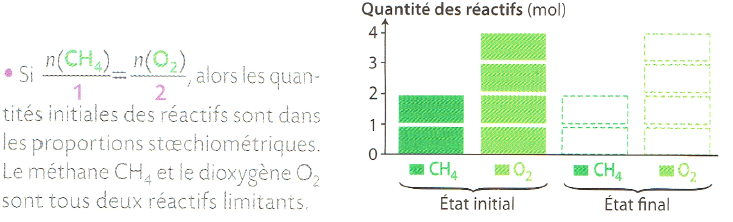 • Si n(CH₄)/1 = n(O₂)/2, alors les quan-
tités initiales des réactifs sont dans
les proportions stœchiométriques.
Le méthane CH₄ et le dioxygène O₂
sont tous deux réactifs limitants.
Quantité des réactifs (mol)
4
3
2
1
0
CH₄ O₂ CH₄ O₂
État initial État final